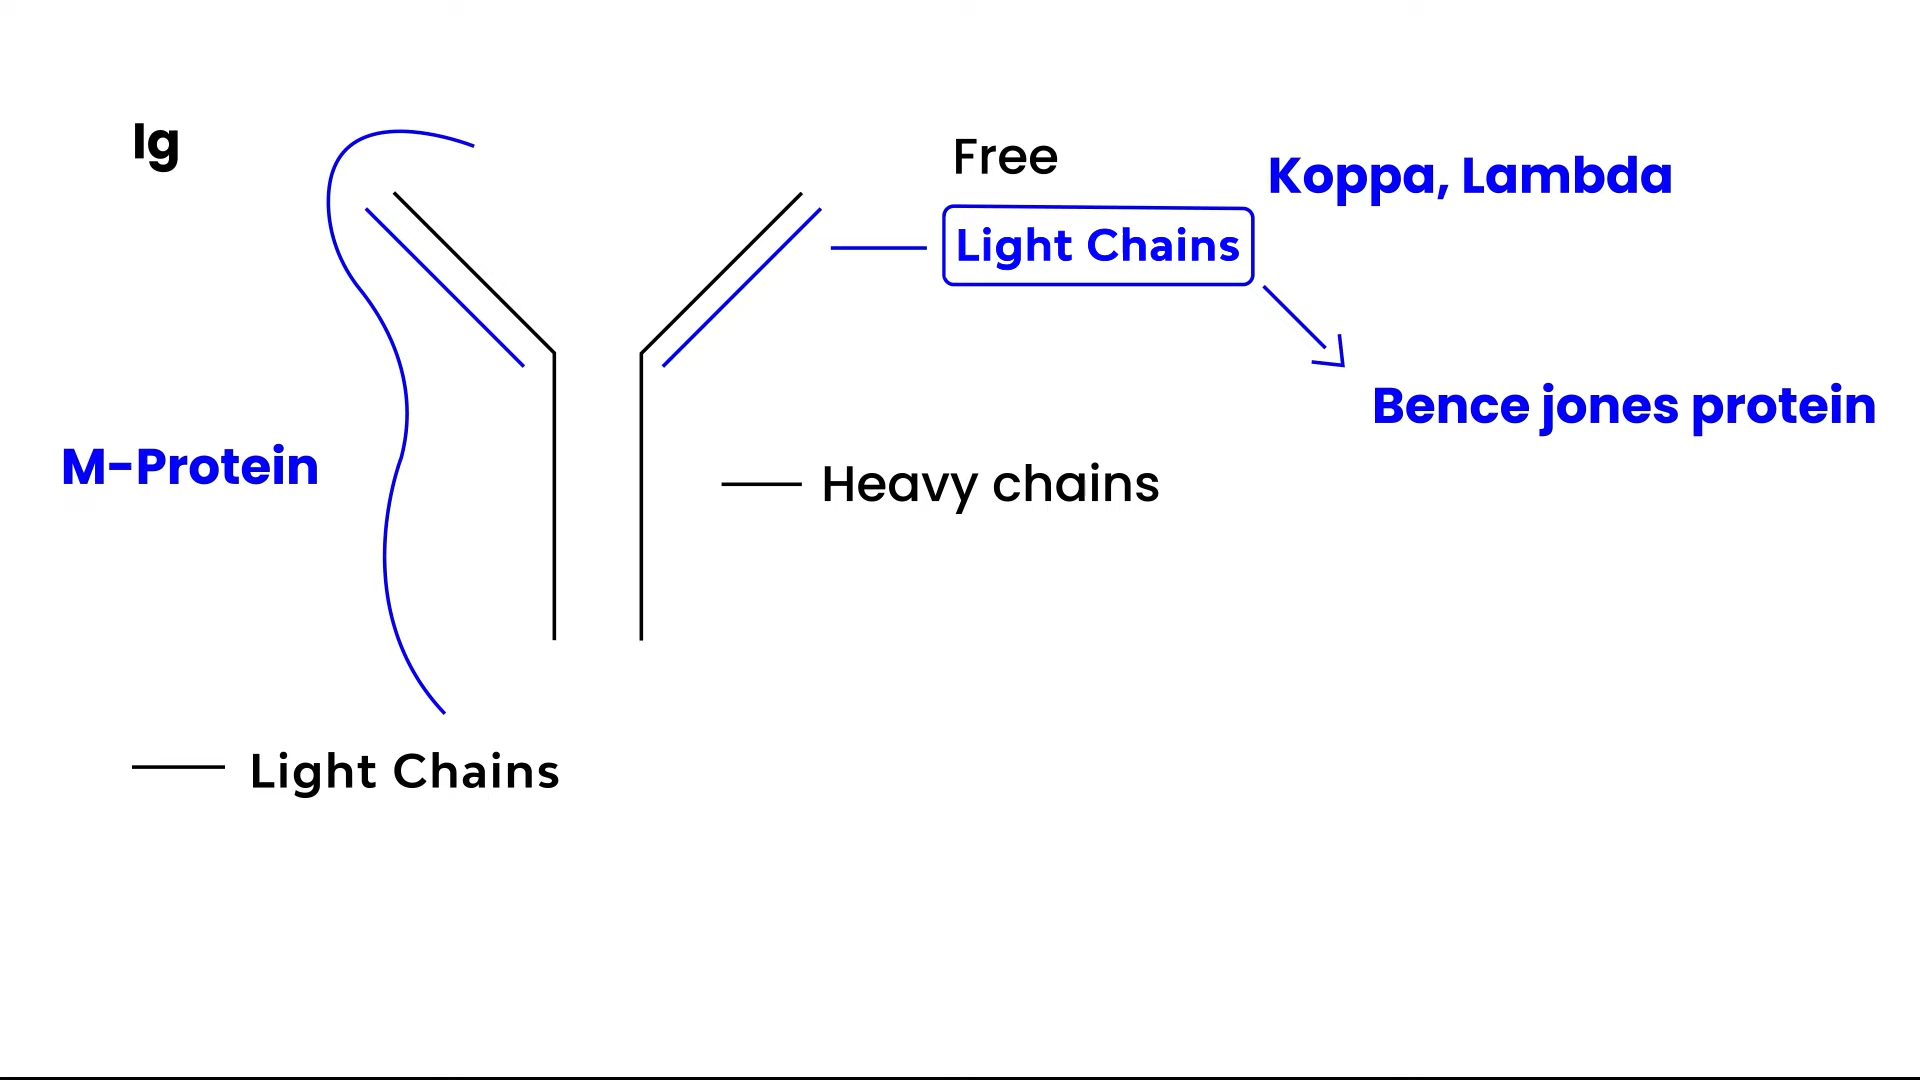 Ig
Free
Koppa, Lambda
Light Chains
Bence jones protein
M-Protein
Heavy chains
Light Chains